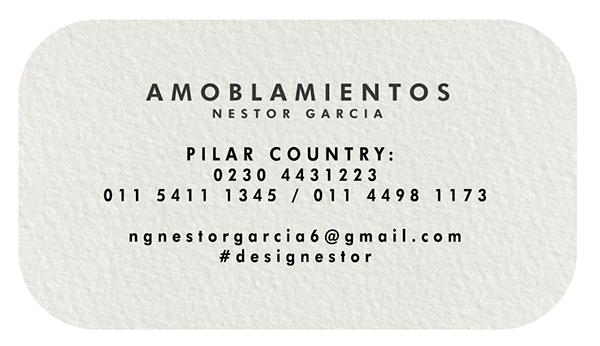 AMOBLAMIENTOS
NESTOR GARCIA
PILAR COUNTRY:
0230 4431223
011 5411 1345 / 011 4498 1173
ngnestorgarcia6@gmail.com
#designestor